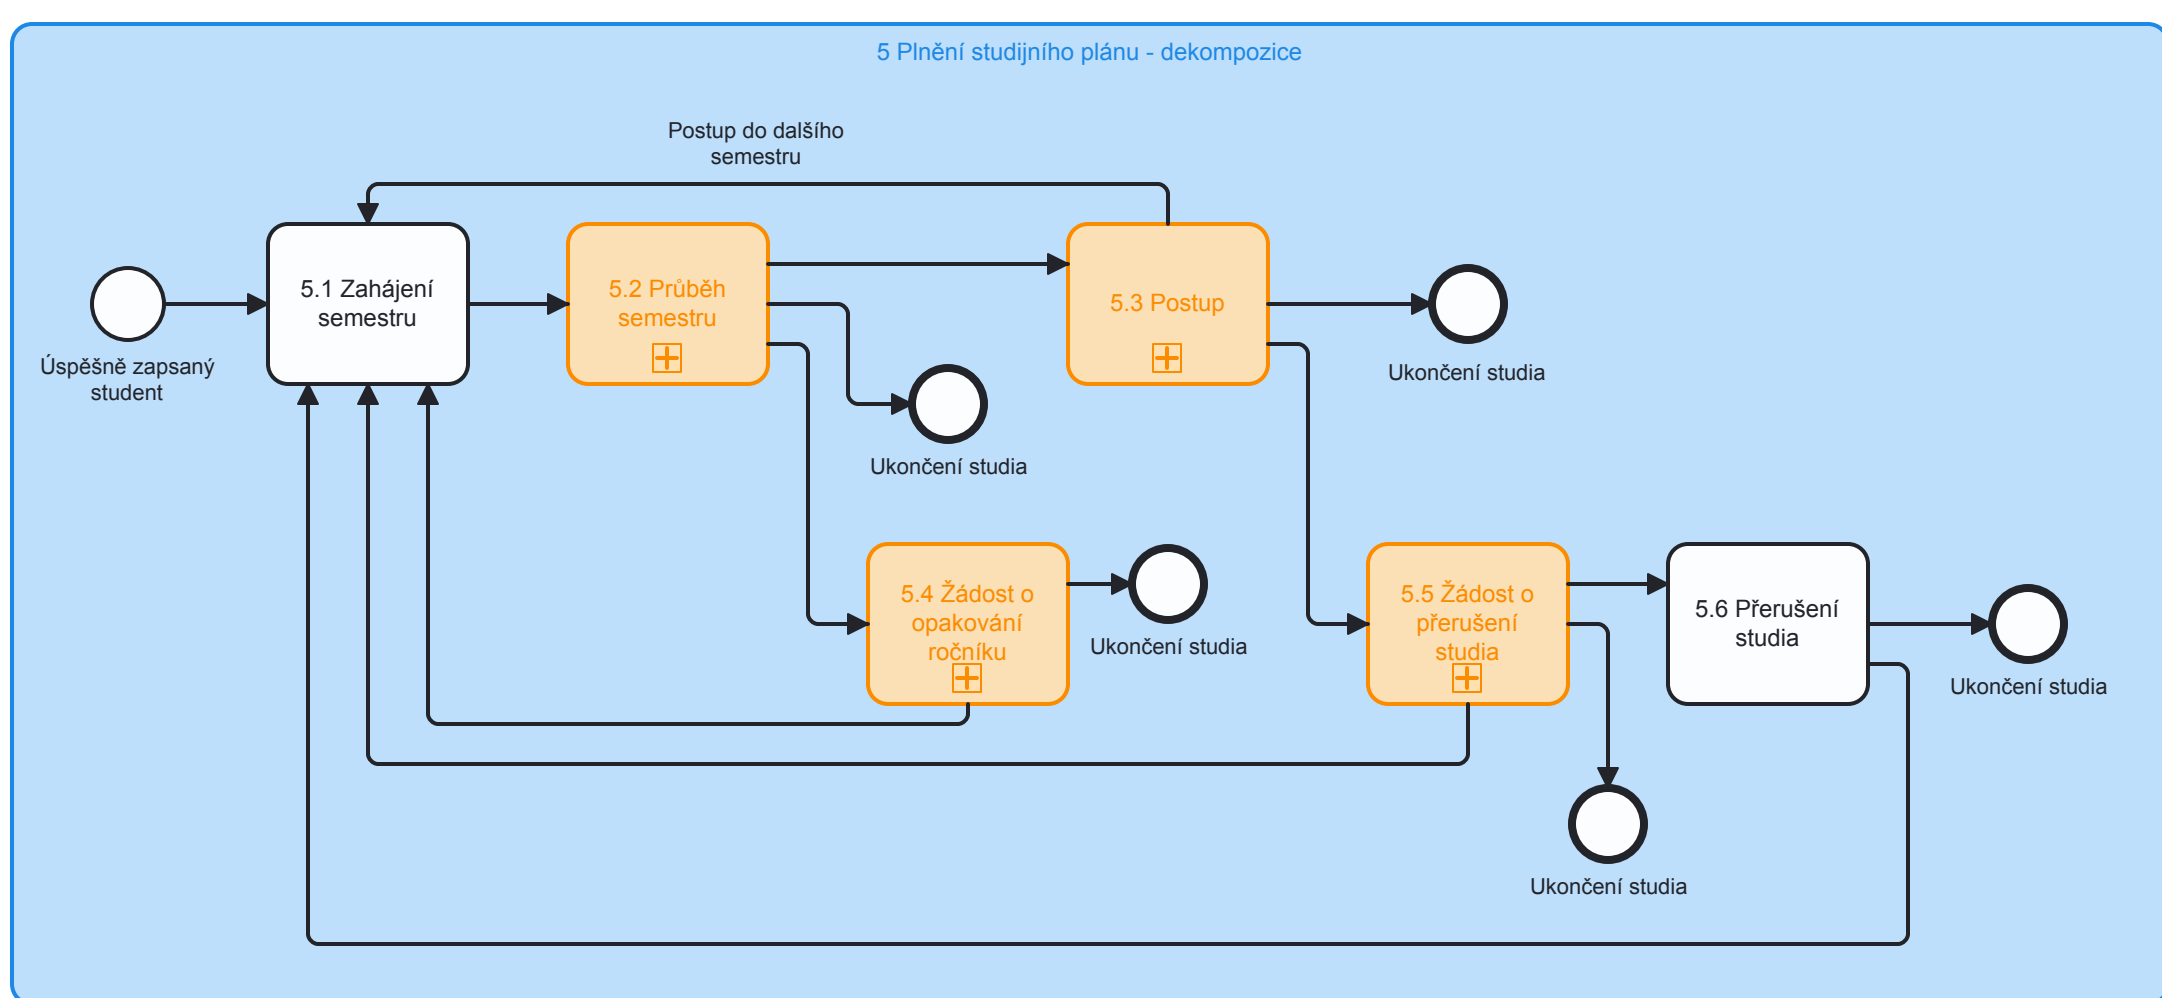 5 Plnění studijního plánu - dekompozice
Postup do dalšího
semestru
Úspěšně zapsaný
student
5.1 Zahájení
semestru
5.2 Průběh
semestru
5.3 Postup
Ukončení studia
Ukončení studia
5.4 Žádost o
opakování
ročníku
Ukončení studia
5.5 Žádost o
přerušení
studia
5.6 Přerušení
studia
Ukončení studia
Ukončení studia